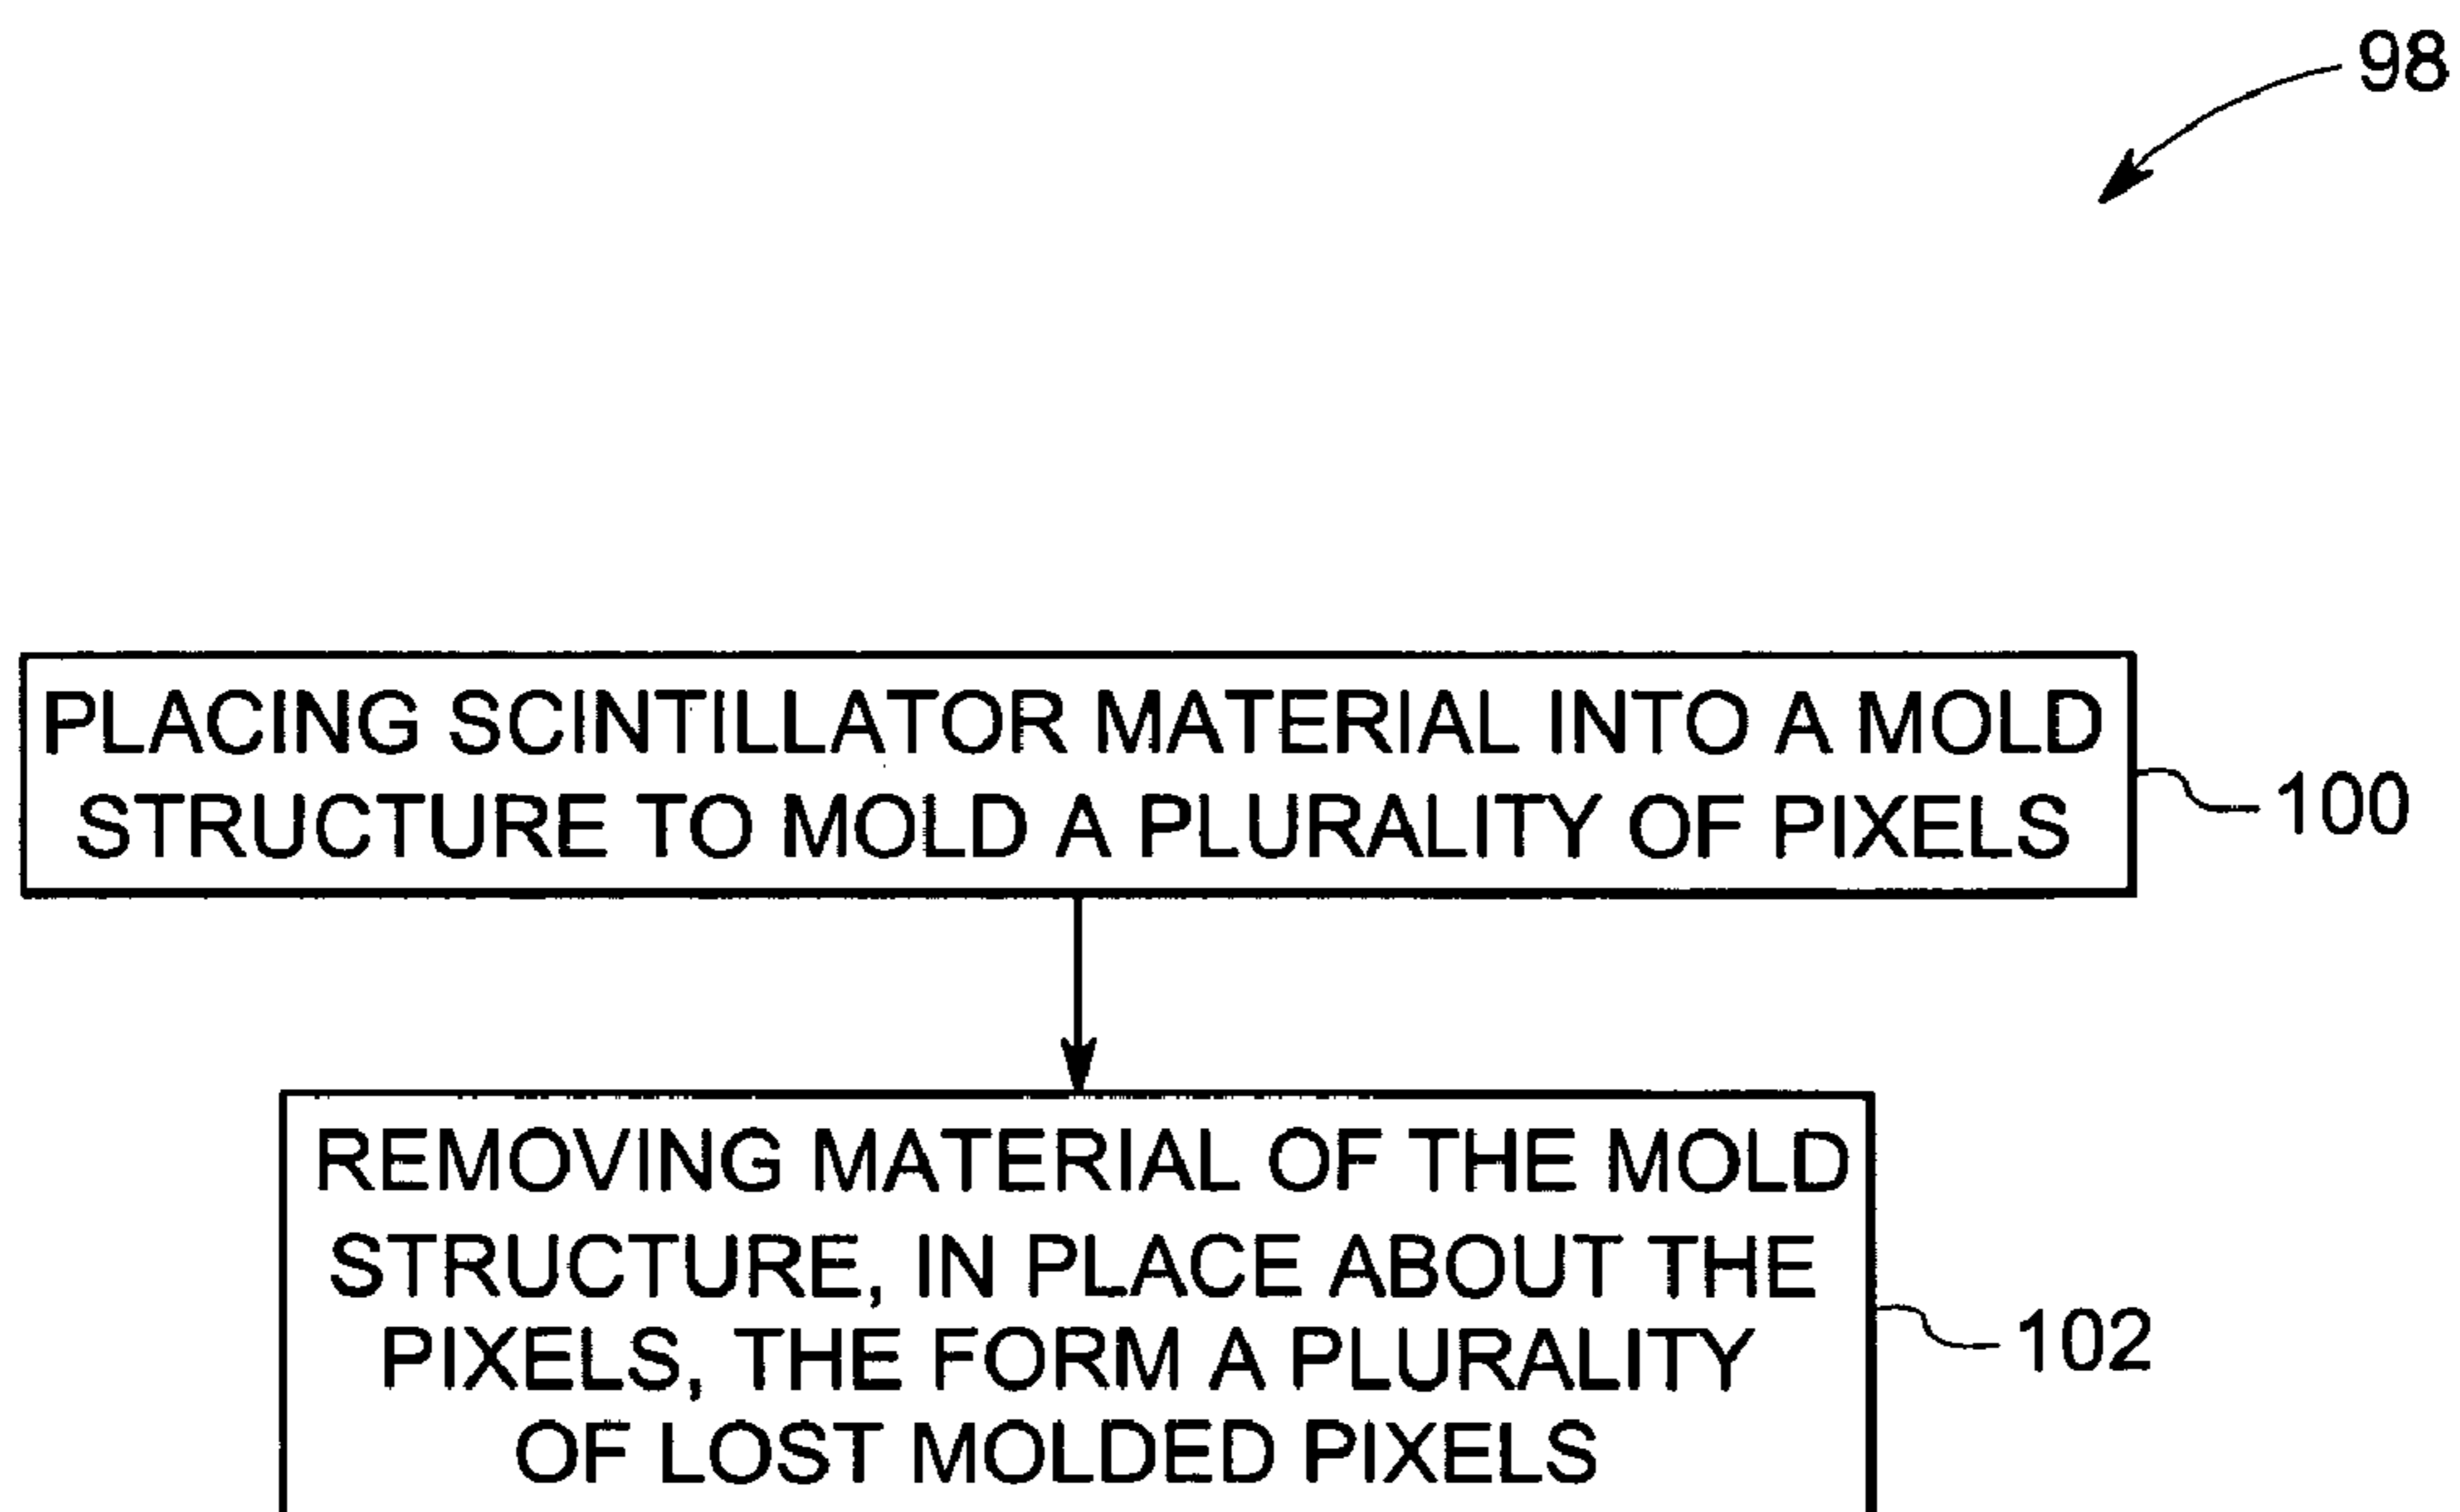 98
PLACING SCINTILLATOR MATERIAL INTO A MOLD
STRUCTURE TO MOLD A PLURALITY OF PIXELS
100
REMOVING MATERIAL OF THE MOLD
STRUCTURE, IN PLACE ABOUT THE
PIXELS, THE FORM A PLURALITY
OF LOST MOLDED PIXELS
102